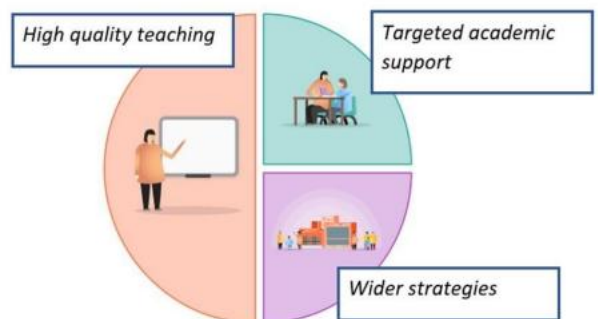 High quality teaching
Targeted academic
support
Wider strategies